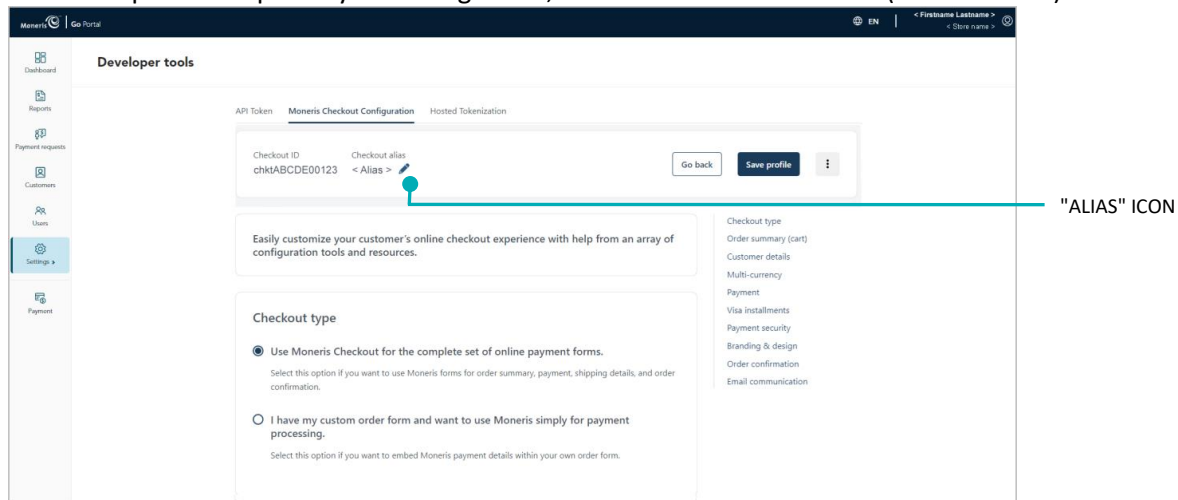 Moneris Go Portal EN < Firstname Lastname >
< Store name >
Dashboard
Reports
Payment requests
Customers
Users
Settings
Payment
Developer tools
API Token Moneris Checkout Configuration Hosted Tokenization
Checkout ID Checkout alias
chktABCDE00123 < Alias > Go back Save profile
"ALIAS" ICON
Easily customize your customer's online checkout experience with help from an array of
configuration tools and resources.
Checkout type
Use Moneris Checkout for the complete set of online payment forms.
Select this option if you want to use Moneris forms for order summary, payment, shipping details, and order
confirmation.
I have my custom order form and want to use Moneris simply for payment
processing.
Select this option if you want to embed Moneris payment details within your own order form.
Checkout type
Order summary (cart)
Customer details
Multi-currency
Payment
Visa installments
Payment security
Branding & design
Order confirmation
Email communication